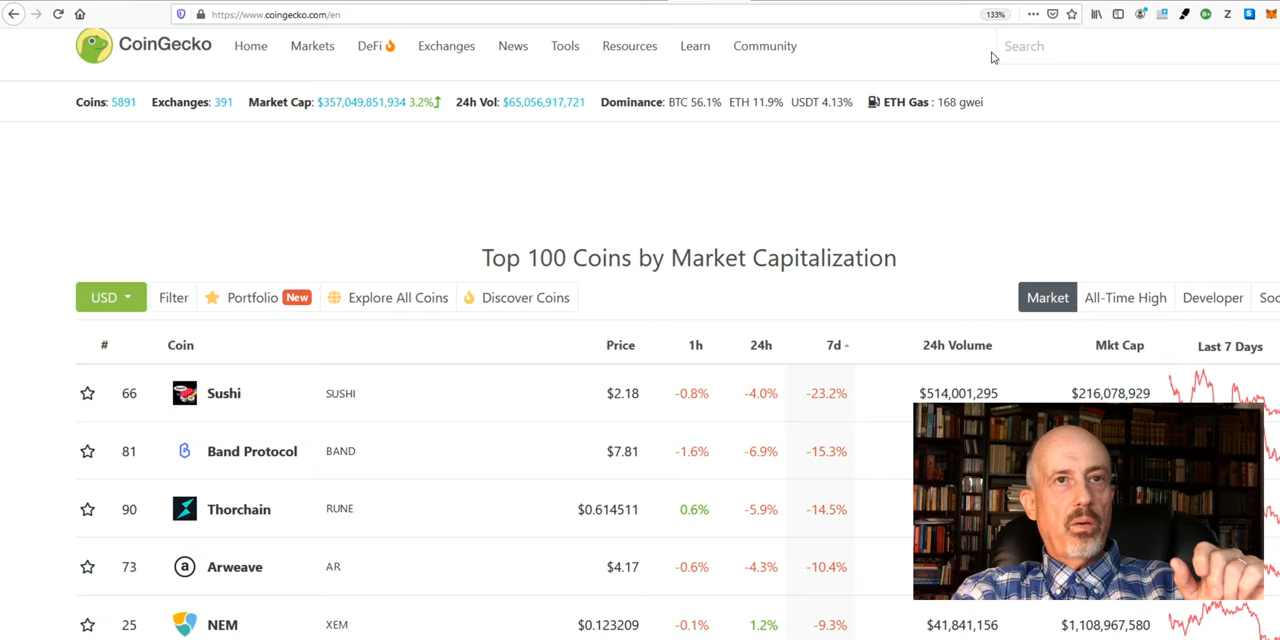 https://www.coingecko.com/en
133%
CoinGecko Home Markets DeFi Exchanges News Tools Resources Learn Community Search
Coins: 5891 Exchanges: 391 Market Cap: $357,049,851,934 3.2% 24h Vol: $65,056,917,721 Dominance: BTC 56.1% ETH 11.9% USDT 4.13% ETH Gas : 168 gwei
Top 100 Coins by Market Capitalization
USD Filter Portfolio New Explore All Coins Discover Coins Market All-Time High Developer Soc
# Coin Price 1h 24h 7d 24h Volume Mkt Cap Last 7 Days
66 Sushi SUSHI $2.18 -0.8% -4.0% -23.2% $514,001,295 $216,078,929
81 Band Protocol BAND $7.81 -1.6% -6.9% -15.3%
90 Thorchain RUNE $0.614511 0.6% -5.9% -14.5%
73 Arweave AR $4.17 -0.6% -4.3% -10.4%
25 NEM XEM $0.123209 -0.1% 1.2% -9.3% $41,841,156 $1,108,967,580